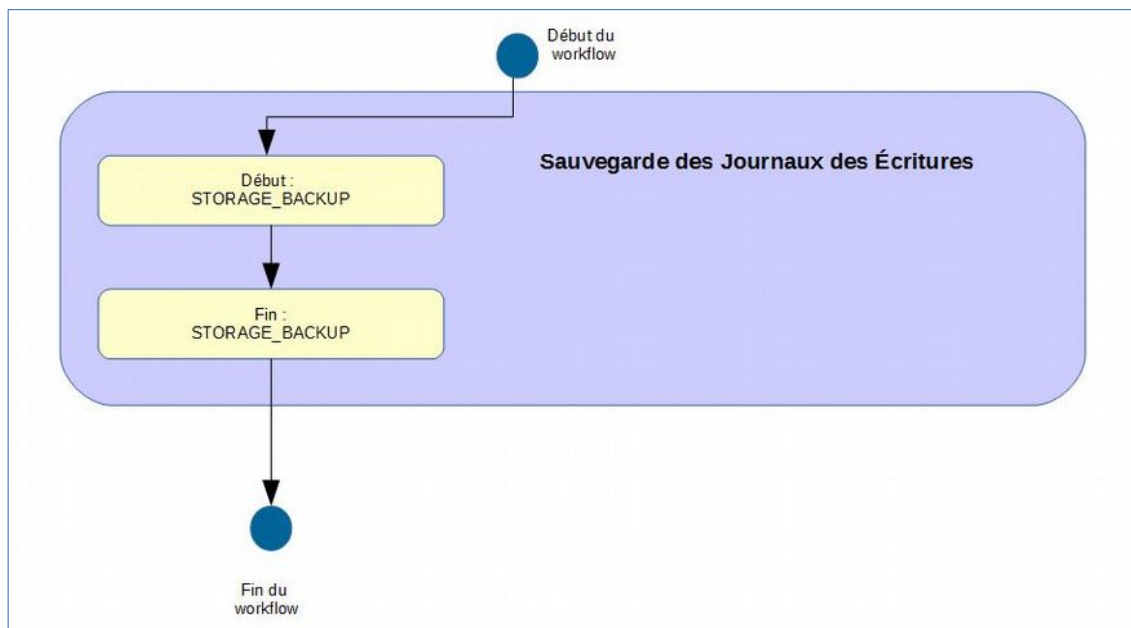 Début du
workflow
Sauvegarde des Journaux des Écritures
Début :
STORAGE_BACKUP
Fin :
STORAGE_BACKUP
Fin du
workflow